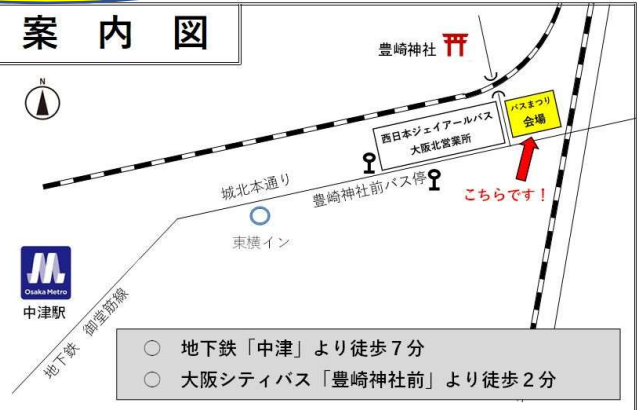 案内図
N
豊崎神社
バスまつり
会場
西日本ジェイアールバス
大阪北営業所
こちらです！
城北本通り
豊崎神社前バス停
東横イン
Osaka Metro
中津駅
地下鉄 御堂筋線
○ 地下鉄「中津」より徒歩７分
○ 大阪シティバス「豊崎神社前」より徒歩２分